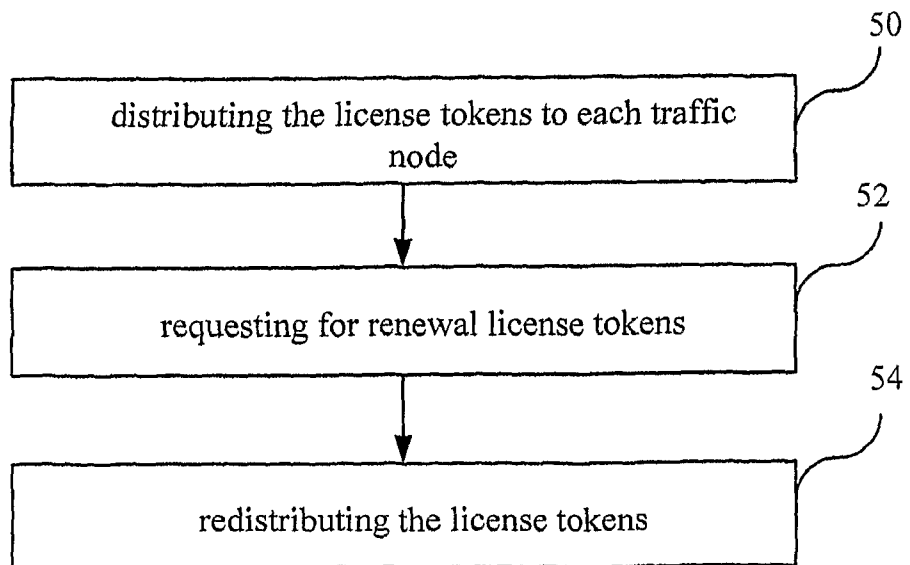 50
distributing the license tokens to each traffic
node
52
requesting for renewal license tokens
54
redistributing the license tokens